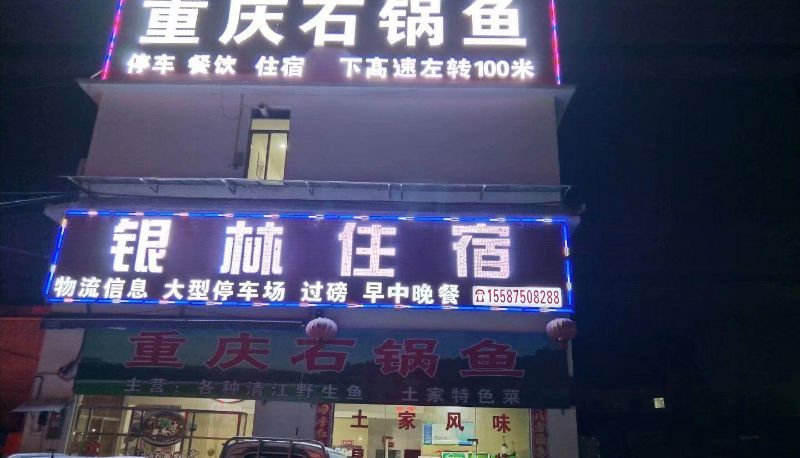 重庆石锅鱼
停车 餐饮 住宿 下高速左转100米
银林住宿
物流信息 大型停车场 过磅 早中晚餐 ☎15587508288
重庆石锅鱼
主营：各种清江野生鱼 土家特色菜
土家风味